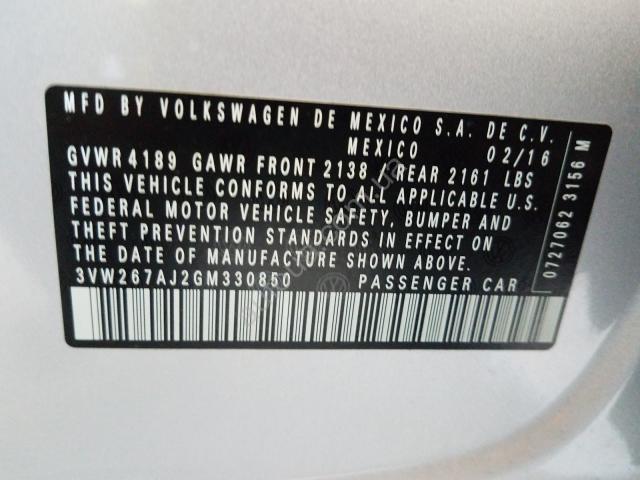 MFD BY VOLKSWAGEN DE MEXICO S.A. DE C.V.
MEXICO 02/16
GVWR 4189 GAWR FRONT 2138 / REAR 2161 LBS
THIS VEHICLE CONFORMS TO ALL APPLICABLE U.S.
FEDERAL MOTOR VEHICLE SAFETY, BUMPER AND
THEFT PREVENTION STANDARDS IN EFFECT ON
THE DATE OF MANUFACTURE SHOWN ABOVE.
3VW267AJ2GM330850 PASSENGER CAR
07270623 3156 M